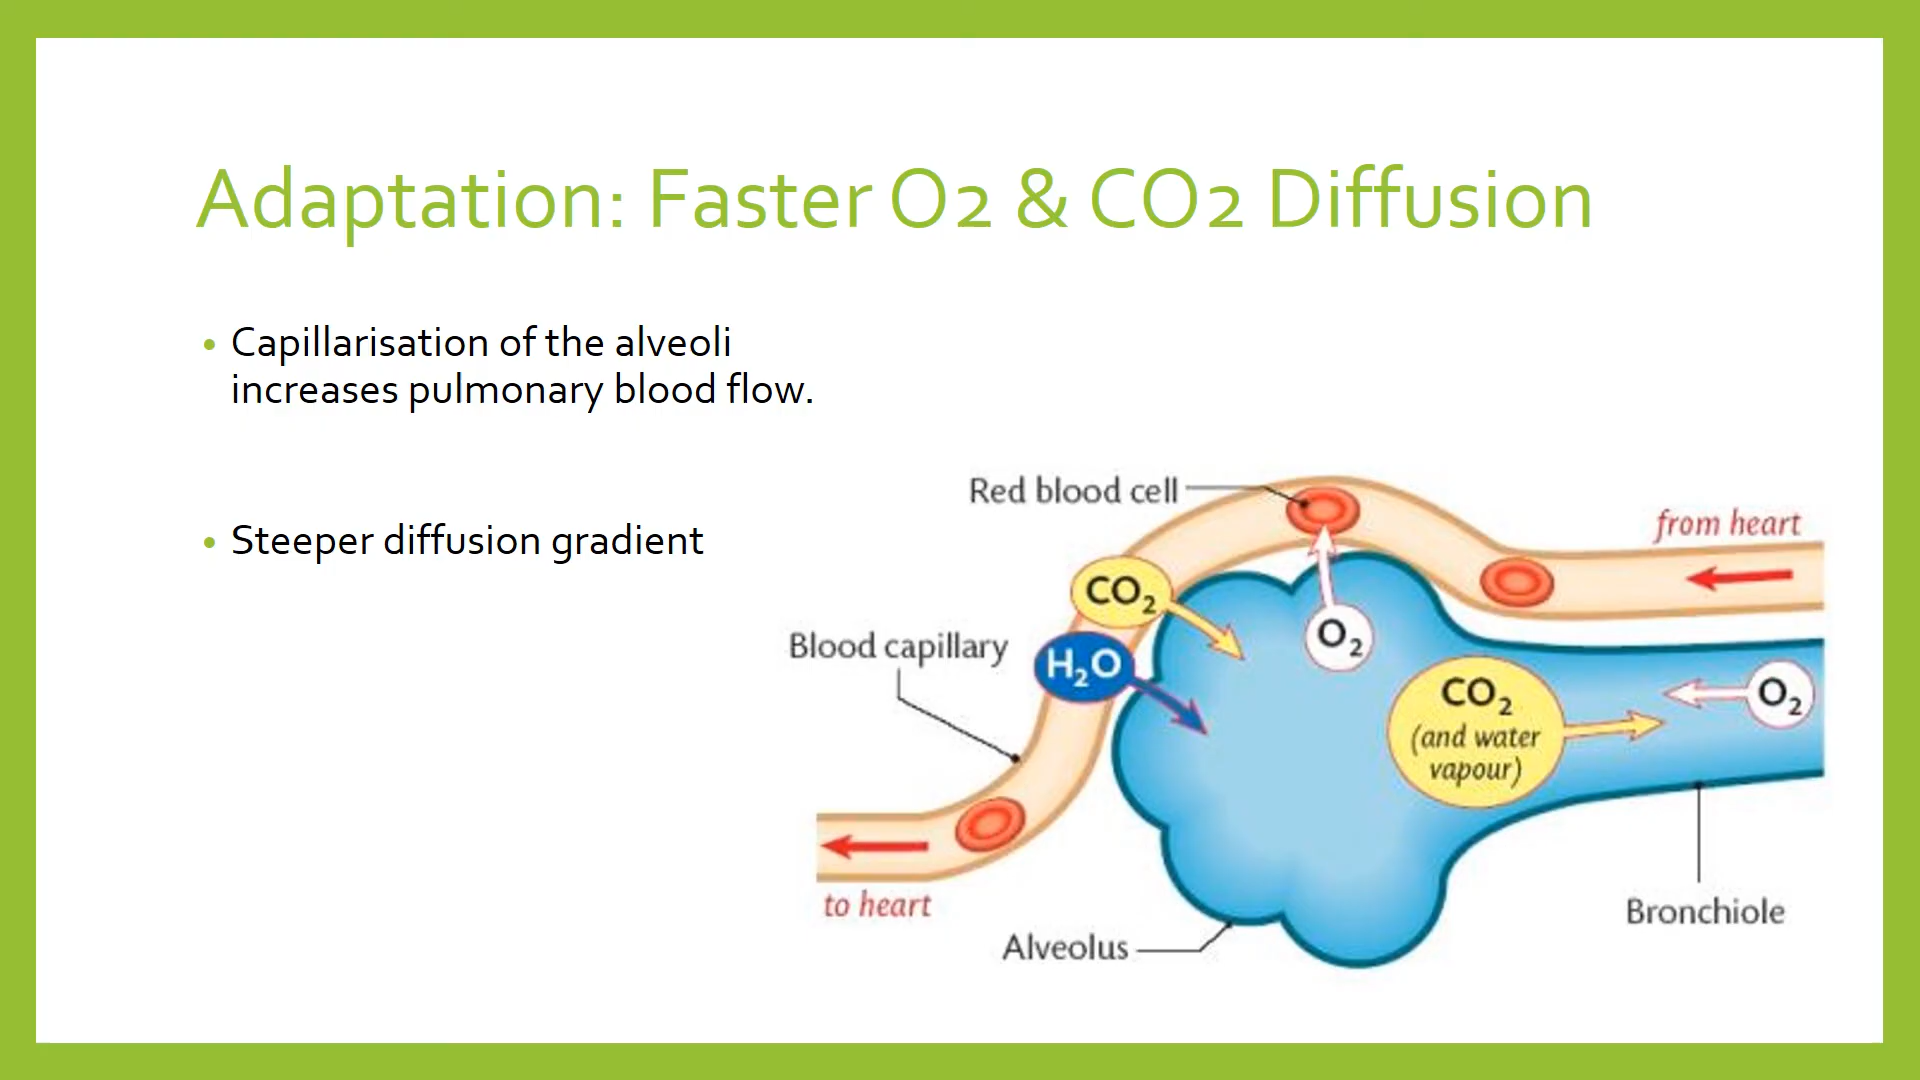 Adaptation: Faster O2 & CO2 Diffusion
• Capillarisation of the alveoli
increases pulmonary blood flow.
• Steeper diffusion gradient
Red blood cell
from heart
CO₂
O₂
Blood capillary
H₂O
CO₂
(and water
vapour)
O₂
to heart
Alveolus
Bronchiole